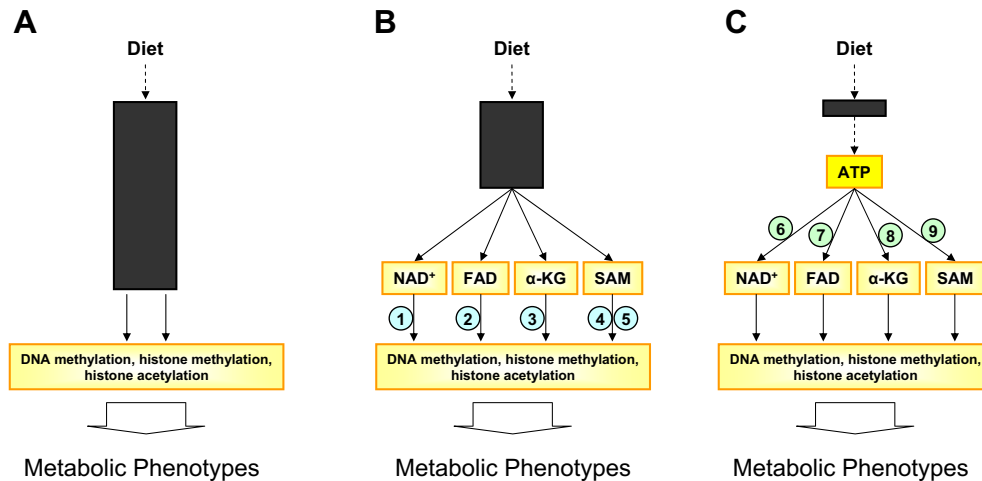 A
Diet
DNA methylation, histone methylation,
histone acetylation
Metabolic Phenotypes
B
Diet
NAD⁺
FAD
α-KG
SAM
1
2
3
4
5
DNA methylation, histone methylation,
histone acetylation
Metabolic Phenotypes
C
Diet
ATP
6
7
8
9
NAD⁺
FAD
α-KG
SAM
DNA methylation, histone methylation,
histone acetylation
Metabolic Phenotypes